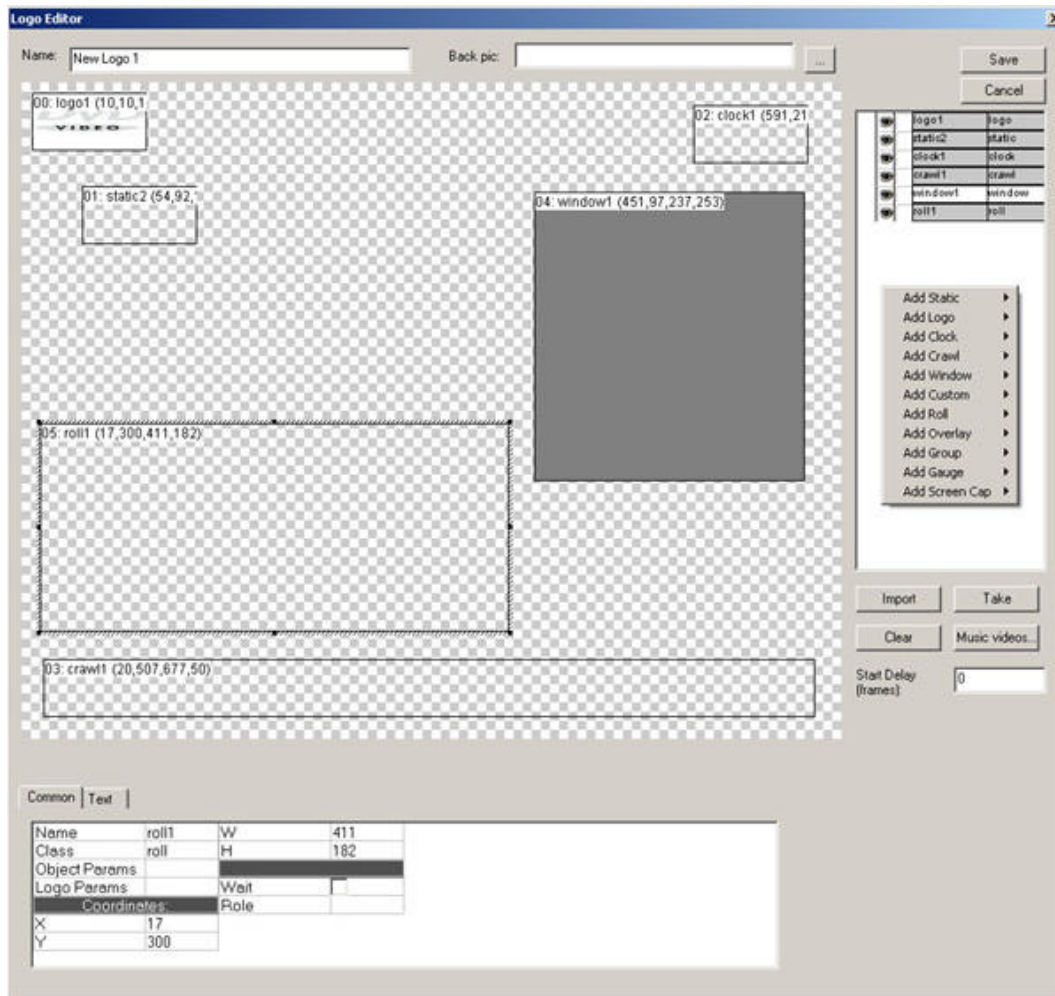 Logo Editor
Name: New Logo 1 Back pic: ...
Save
Cancel
00: logo1 (10,10,1
VIDEO
02: clock1 (591,21
01: static2 (54,92,
04: window1 (451,97,237,253)
05: roll1 (17,300,411,182)
03: crawl1 (20,507,677,50)
logo1 logo
static2 static
clock1 clock
crawl1 crawl
window1 window
roll1 roll
Add Static
Add Logo
Add Clock
Add Crawl
Add Window
Add Custom
Add Roll
Add Overlay
Add Group
Add Gauge
Add Screen Cap
Import Take
Clear Music videos...
Start Delay
(frames): 0
Common Text
Name roll1 W 411
Class roll H 182
Object Params
Logo Params Wait
Coordinates: Role
X 17
Y 300